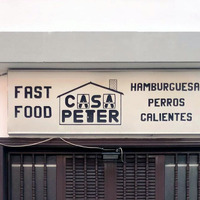 FAST
FOOD
CASA
PETER
HAMBURGUESA
PERROS
CALIENTES